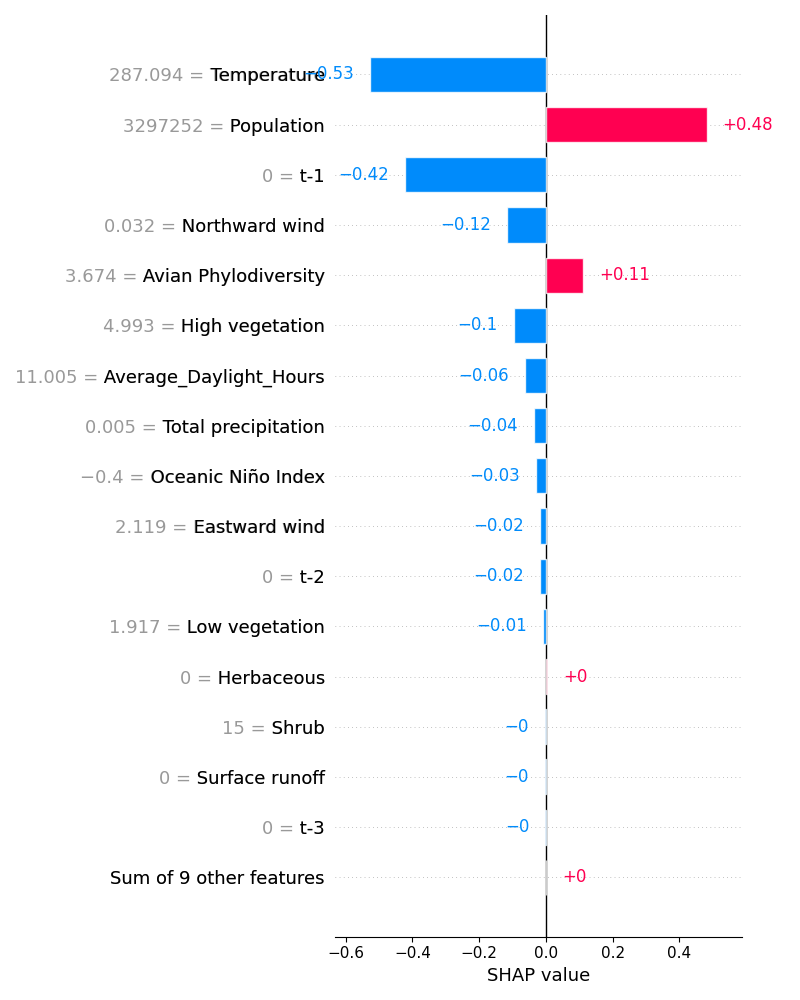 287.094 = Temperature −0.53
3297252 = Population +0.48
0 = t-1 −0.42
0.032 = Northward wind −0.12
3.674 = Avian Phylodiversity +0.11
4.993 = High vegetation −0.1
11.005 = Average_Daylight_Hours −0.06
0.005 = Total precipitation −0.04
−0.4 = Oceanic Niño Index −0.03
2.119 = Eastward wind −0.02
0 = t-2 −0.02
1.917 = Low vegetation −0.01
0 = Herbaceous +0
15 = Shrub −0
0 = Surface runoff −0
0 = t-3 −0
Sum of 9 other features +0
−0.6 −0.4 −0.2 0.0 0.2 0.4
SHAP value